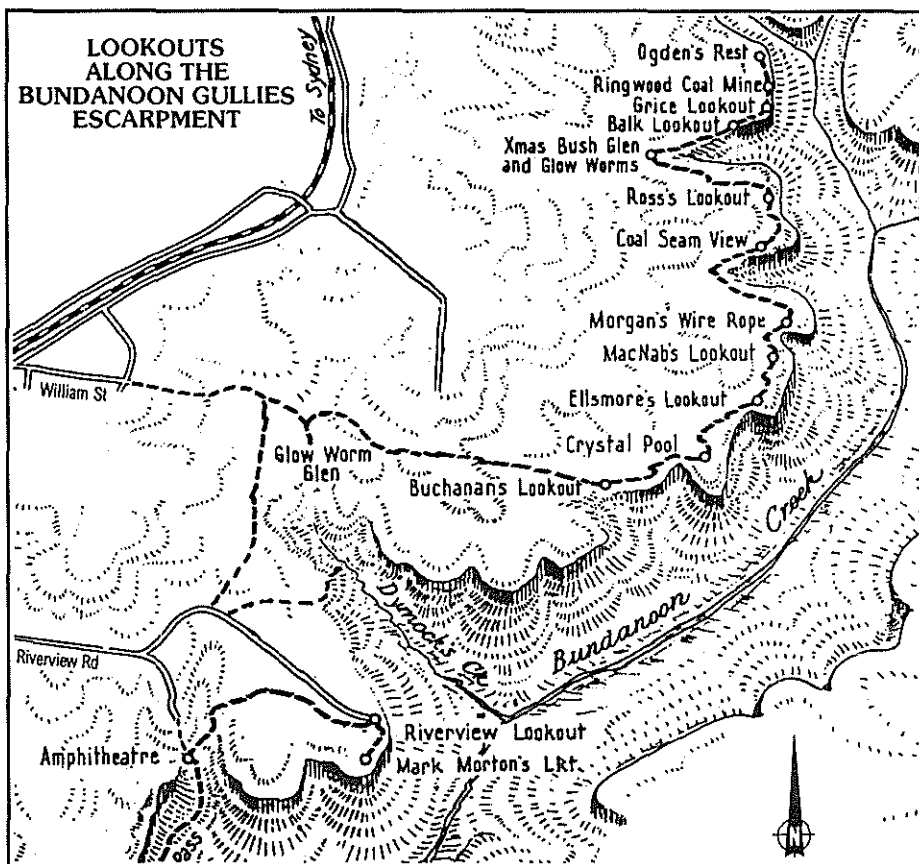 LOOKOUTS
ALONG THE
BUNDANOON GULLIES
ESCARPMENT
To Sydney
Ogden's Rest
Ringwood Coal Mine
Grice Lookout
Balk Lookout
Xmas Bush Glen
and Glow Worms
Ross's Lookout
Coal Seam View
Morgan's Wire Rope
MacNab's Lookout
Ellsmore's Lookout
Crystal Pool
Buchanan's Lookout
William St
Glow Worm
Glen
Bundanoon Creek
Riverview Rd
Riverview Lookout
Mark Morton's Lkt.
Amphitheatre
Pass
N